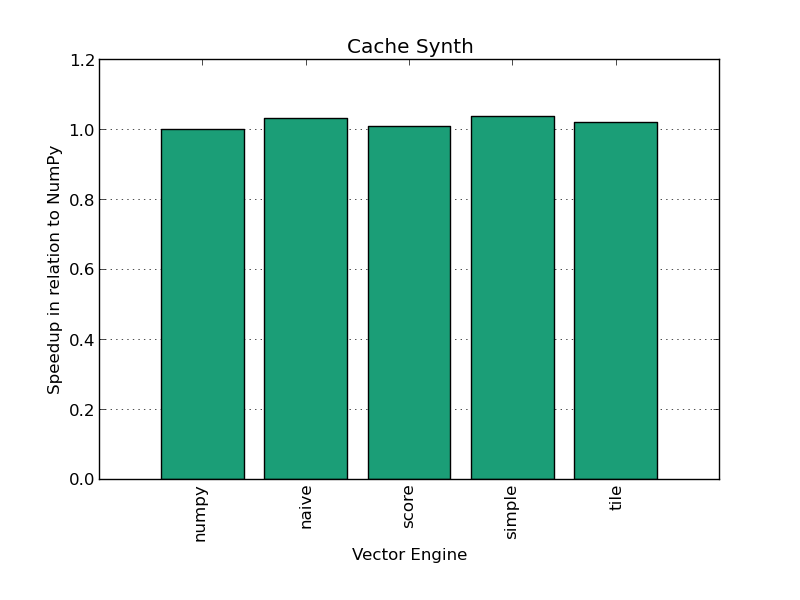 Cache Synth
1.2
1.0
0.8
0.6
0.4
0.2
0.0
Speedup in relation to NumPy
numpy
naive
score
simple
tile
Vector Engine